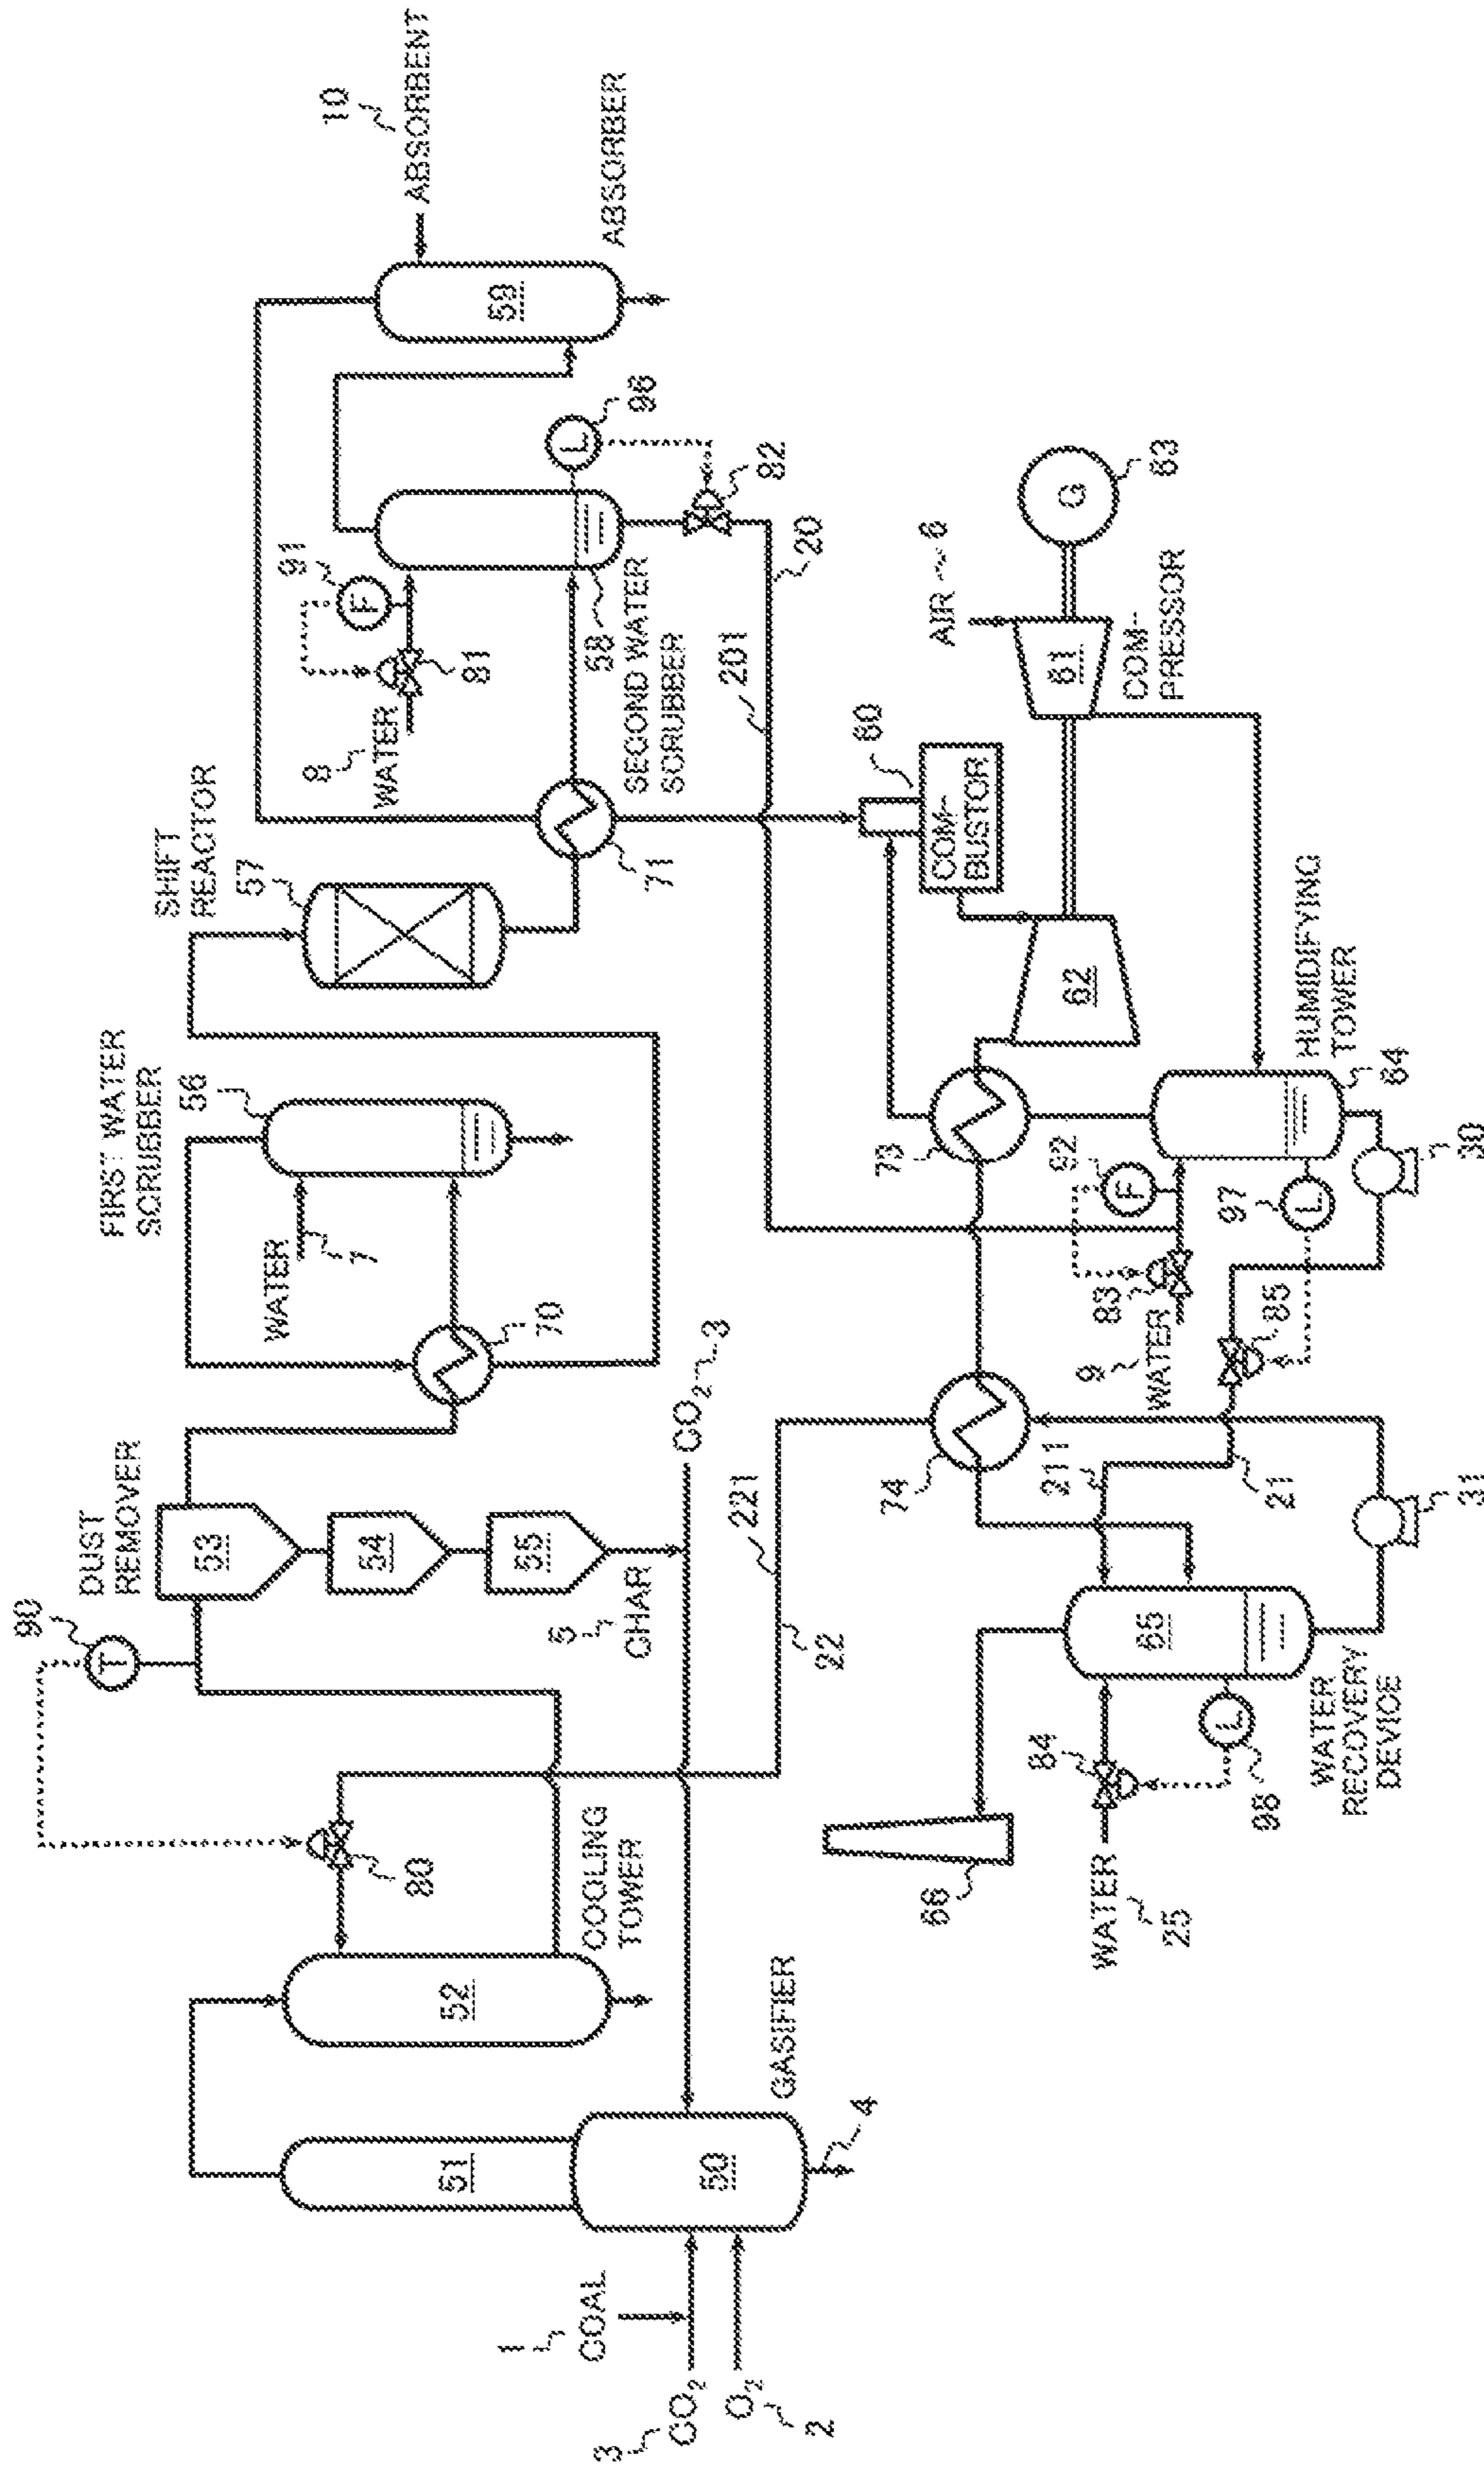 90
T
DUST
REMOVER
53
54
55
5
CHAR
CO2
3
FIRST WATER
SCRUBBER
56
WATER
7
70
SHIFT
REACTOR
57
71
8
WATER
81
91
F
58
SECOND WATER
SCRUBBER
L
96
82
20
201
59
10
ABSORBENT
ABSORBER
51
50
GASIFIER
4
1
COAL
3
CO2
O2
2
52
COOLING
TOWER
80
22
221
66
WATER
25
84
L
98
65
WATER
RECOVERY
DEVICE
31
74
211
21
85
9
WATER
83
92
F
73
97
L
30
64
HUMIDIFYING
TOWER
62
60
COM-
BUSTOR
61
COM-
PRESSOR
AIR
6
G
63